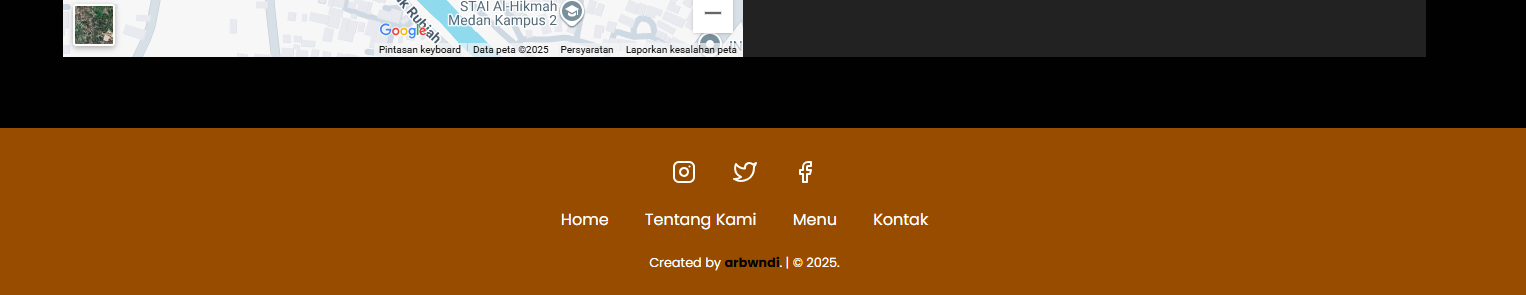 STAI Al-Hikmah
Medan Kampus 2
Google
Pintasan keyboard Data peta ©2025 Persyaratan Laporkan kesalahan peta
Home Tentang Kami Menu Kontak
Created by arbwndi. | © 2025.